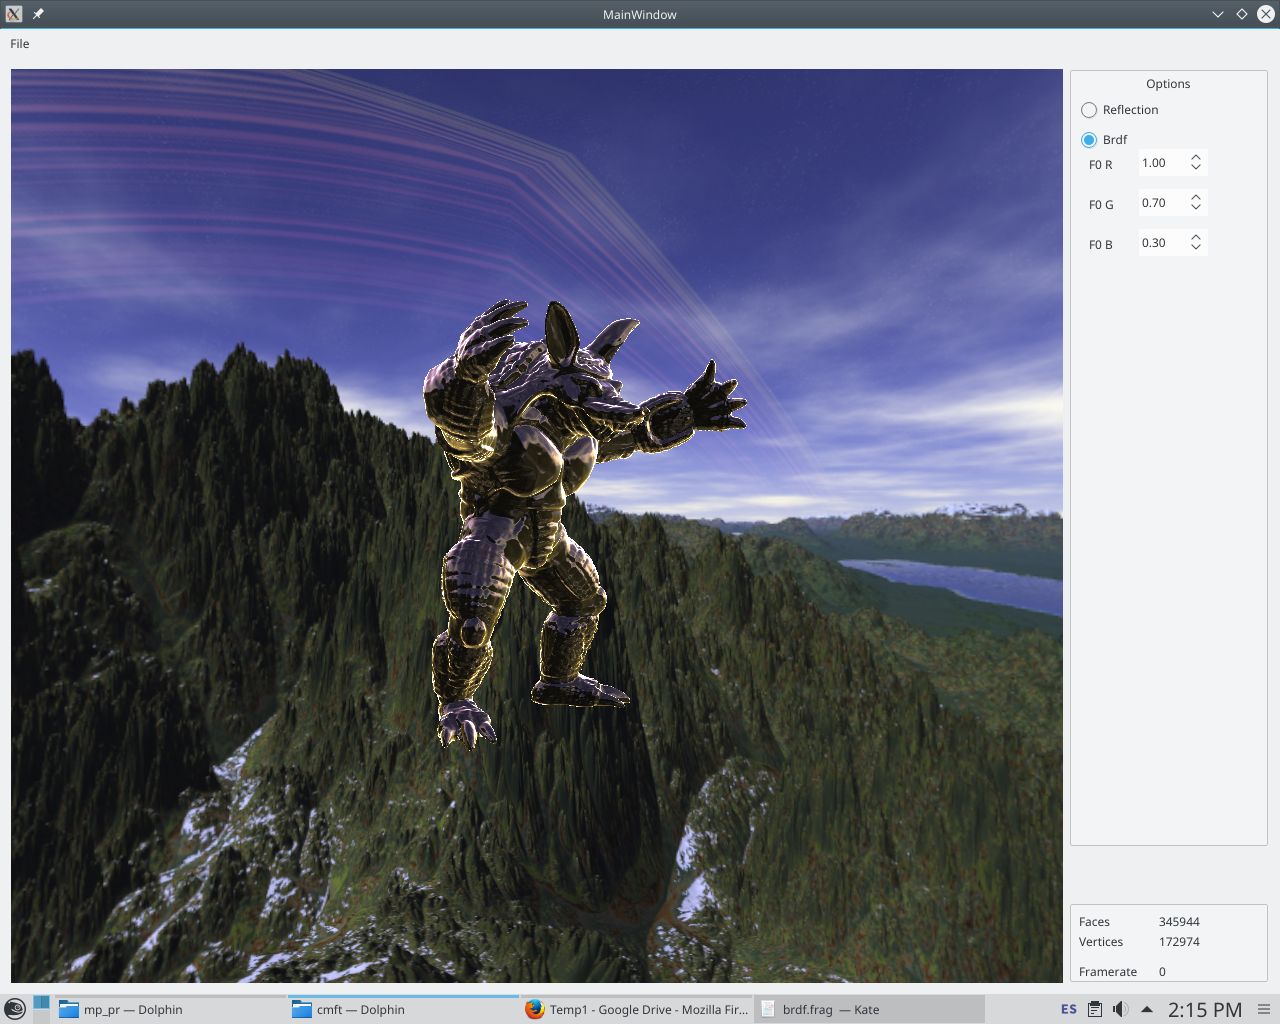 MainWindow
File
Options
Reflection
Brdf
F0 R 1.00
F0 G 0.70
F0 B 0.30
Faces 345944
Vertices 172974
Framerate 0
mp_pr — Dolphin
cmft — Dolphin
Temp1 - Google Drive - Mozilla Fir...
brdf.frag — Kate
ES
2:15 PM